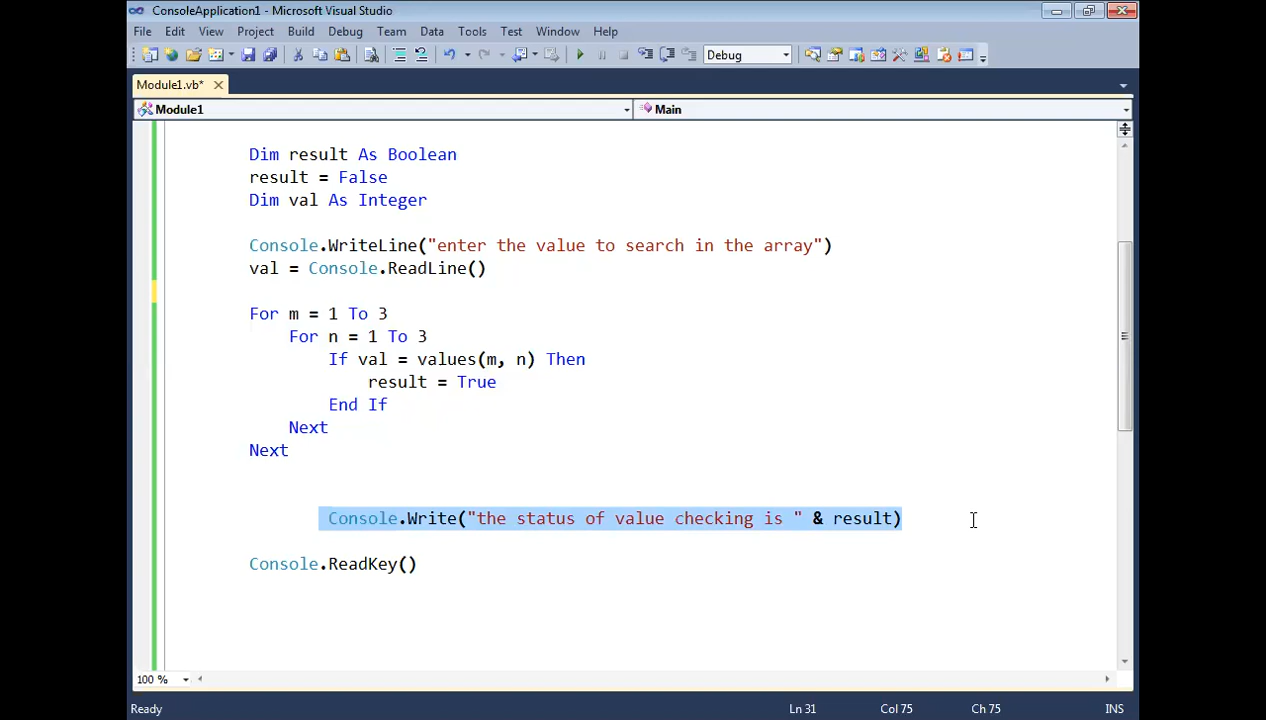 ConsoleApplication1 - Microsoft Visual Studio
File Edit View Project Build Debug Team Data Tools Test Window Help
Debug
Module1.vb*
Module1 Main
Dim result As Boolean
result = False
Dim val As Integer
Console.WriteLine("enter the value to search in the array")
val = Console.ReadLine()
For m = 1 To 3
For n = 1 To 3
If val = values(m, n) Then
result = True
End If
Next
Next
Console.Write("the status of value checking is " & result)
Console.ReadKey()
100 %
Ready Ln 31 Col 75 Ch 75 INS